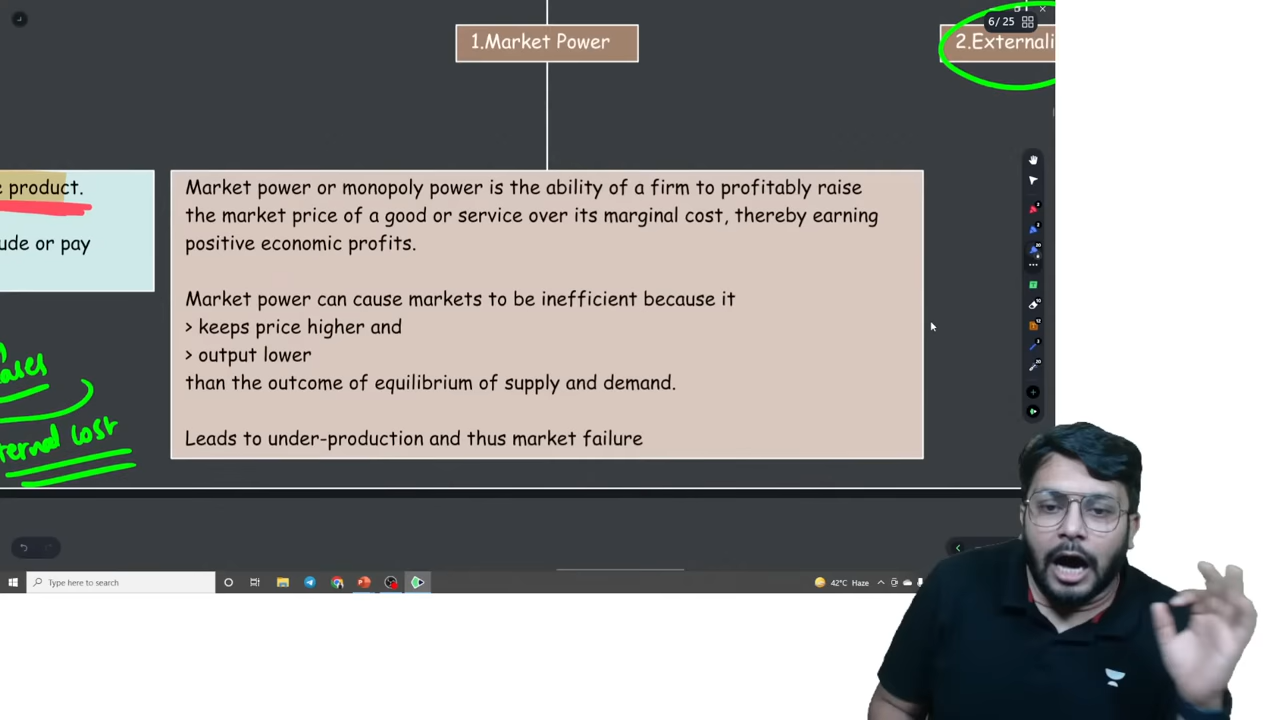 6/25
1.Market Power
2.Externali
e product.
ude or pay
Market power or monopoly power is the ability of a firm to profitably raise
the market price of a good or service over its marginal cost, thereby earning
positive economic profits.
Market power can cause markets to be inefficient because it
> keeps price higher and
> output lower
than the outcome of equilibrium of supply and demand.
Leads to under-production and thus market failure
ternal cost
Type here to search
42°C Haze